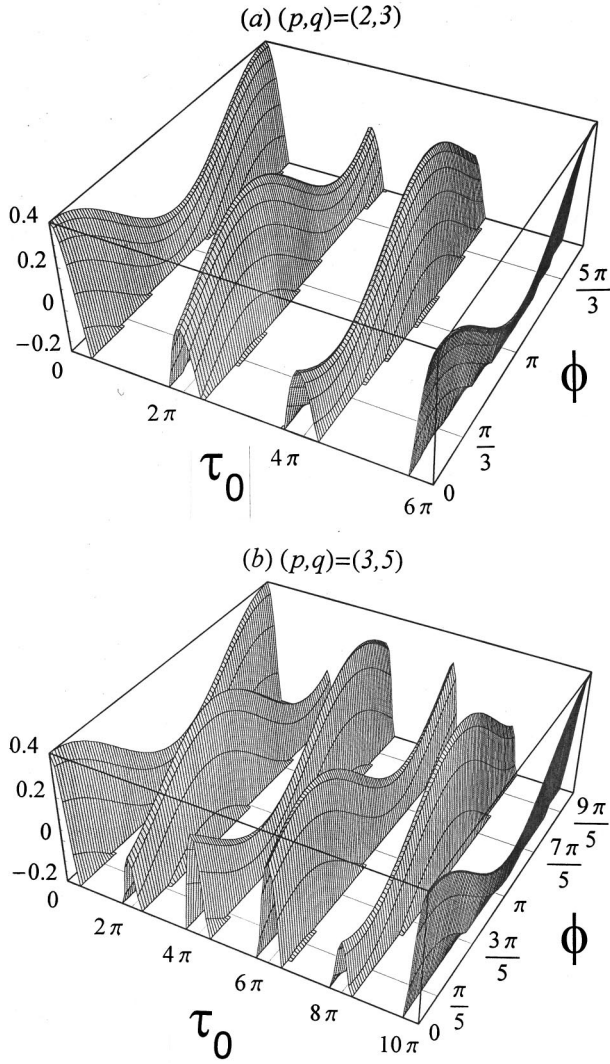 (a) (p,q)=(2,3)
0.4
0.2
0
−0.2
0
2π
4π
6π
τ₀
0
π/3
π
5π/3
ϕ
(b) (p,q)=(3,5)
0.4
0.2
0
−0.2
0
2π
4π
6π
8π
10π
τ₀
0
π/5
3π/5
π
7π/5
9π/5
ϕ